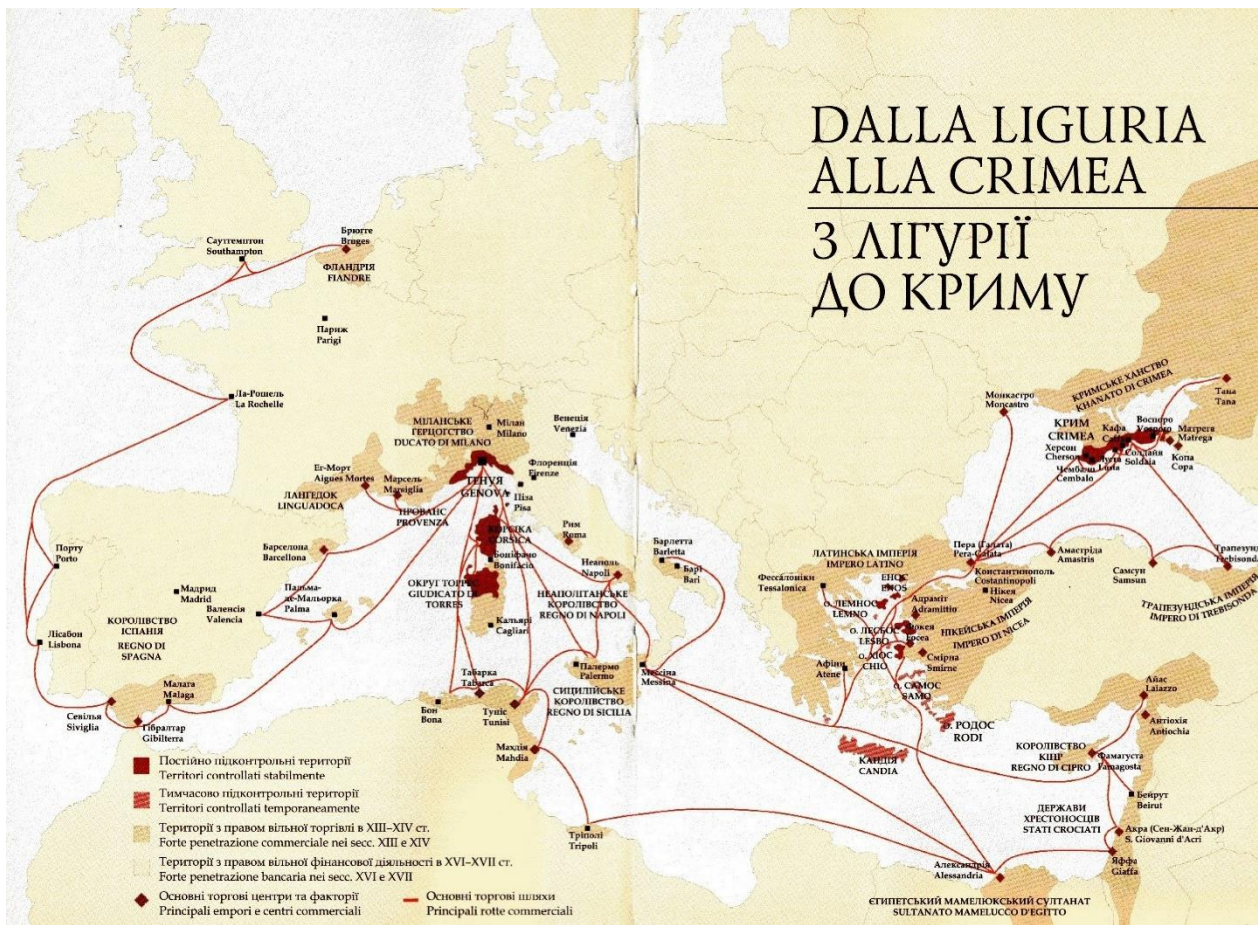 DALLA LIGURIA
ALLA CRIMEA
З ЛІГУРІЇ
ДО КРИМУ
Брюгге
Bruges
Саутгемптон
Southampton
ФЛАНДРІЯ
FIANDRE
Париж
Parigi
Ла-Рошель
La Rochelle
МІЛАНСЬКЕ
ГЕРЦОГСТВО
DUCATO DI MILANO
Мілан
Milano
Венеція
Venezia
Флоренція
Firenze
ГЕНУЯ
GENOVA
Піза
Pisa
Ег-Морт
Aigues Mortes
Марсель
Marsiglia
ЛАНГЕДОК
LINGUADOCA
ПРОВАНС
PROVENZA
КОРСІКА
CORSICA
Боніфачо
Bonifacio
Рим
Roma
Барселона
Barcellona
Порту
Porto
Мадрид
Madrid
Пальма-
де-Мальорка
Palma
Валенсія
Valencia
КОРОЛІВСТВО
ІСПАНІЯ
REGNO DI
SPAGNA
Лісабон
Lisbona
Севілья
Siviglia
Малага
Malaga
Гібралтар
Gibilterra
ОКРУГ ТОРРЕС
GIUDICATO DI
TORRES
Кальярі
Cagliari
Неаполь
Napoli
НЕАПОЛІТАНСЬКЕ
КОРОЛІВСТВО
REGNO DI NAPOLI
Барлетта
Barletta
Барі
Bari
Палермо
Palermo
Мессіна
Messina
СИЦИЛІЙСЬКЕ
КОРОЛІВСТВО
REGNO DI SICILIA
Табарка
Tabarca
Бон
Bona
Туніс
Tunisi
Махдія
Mahdia
Тріполі
Tripoli
Монкастро
Moncastro
КРИМСЬКЕ ХАНСТВО
KHANATO DI CRIMEA
Тана
Tana
КРИМ
CRIMEA
Кафа
Caffa
Воспоро
Vosporo
Матрега
Matrega
Копа
Copa
Херсон
Cherson
Чембало
Cembalo
Луста
Lusta
Солдайя
Soldaia
Пера (Галата)
Pera-Galata
Константинополь
Costantinopoli
Нікея
Nicea
Амастріда
Amastris
Самсун
Samsun
Трапезунд
Trebisonda
ТРАПЕЗУНДСЬКА ІМПЕРІЯ
IMPERO DI TREBISONDA
ЛАТИНСЬКА ІМПЕРІЯ
IMPERO LATINO
Фессалоніки
Tessalonica
ЕНОС
ENOS
о. ЛЕМНОС
LEMNO
Адраміт
Adramittio
НІКЕЙСЬКА ІМПЕРІЯ
IMPERO DI NICEA
о. ЛЕСБОС
LESBO
Фокея
Focea
о. ХІОС
CHIO
Смірна
Smirne
Афіни
Atene
о. САМОС
SAMO
о. РОДОС
RODI
КАНДІЯ
CANDIA
Айас
Laiazzo
Антіохія
Antiochia
КОРОЛІВСТВО
КІПР
REGNO DI CIPRO
Фамагуста
Famagosta
Бейрут
Beirut
ДЕРЖАВИ
ХРЕСТОНОСЦІВ
STATI CROCIATI
Акра (Сен-Жан-д'Акр)
S. Giovanni d'Acri
Яффа
Giaffa
Александрія
Alessandria
ЄГИПЕТСЬКИЙ МАМЕЛЮКСЬКИЙ СУЛТАНАТ
SULTANATO MAMELUCCO D'EGITTO
Постійно підконтрольні території
Territori controllati stabilmente
Тимчасово підконтрольні території
Territori controllati temporaneamente
Території з правом вільної торгівлі в XIII–XIV ст.
Forte penetrazione commerciale nei secc. XIII e XIV
Території з правом вільної фінансової діяльності в XVI–XVII ст.
Forte penetrazione bancaria nei secc. XVI e XVII
Основні торгові центри та факторії
Principali empori e centri commerciali
Основні торгові шляхи
Principali rotte commerciali